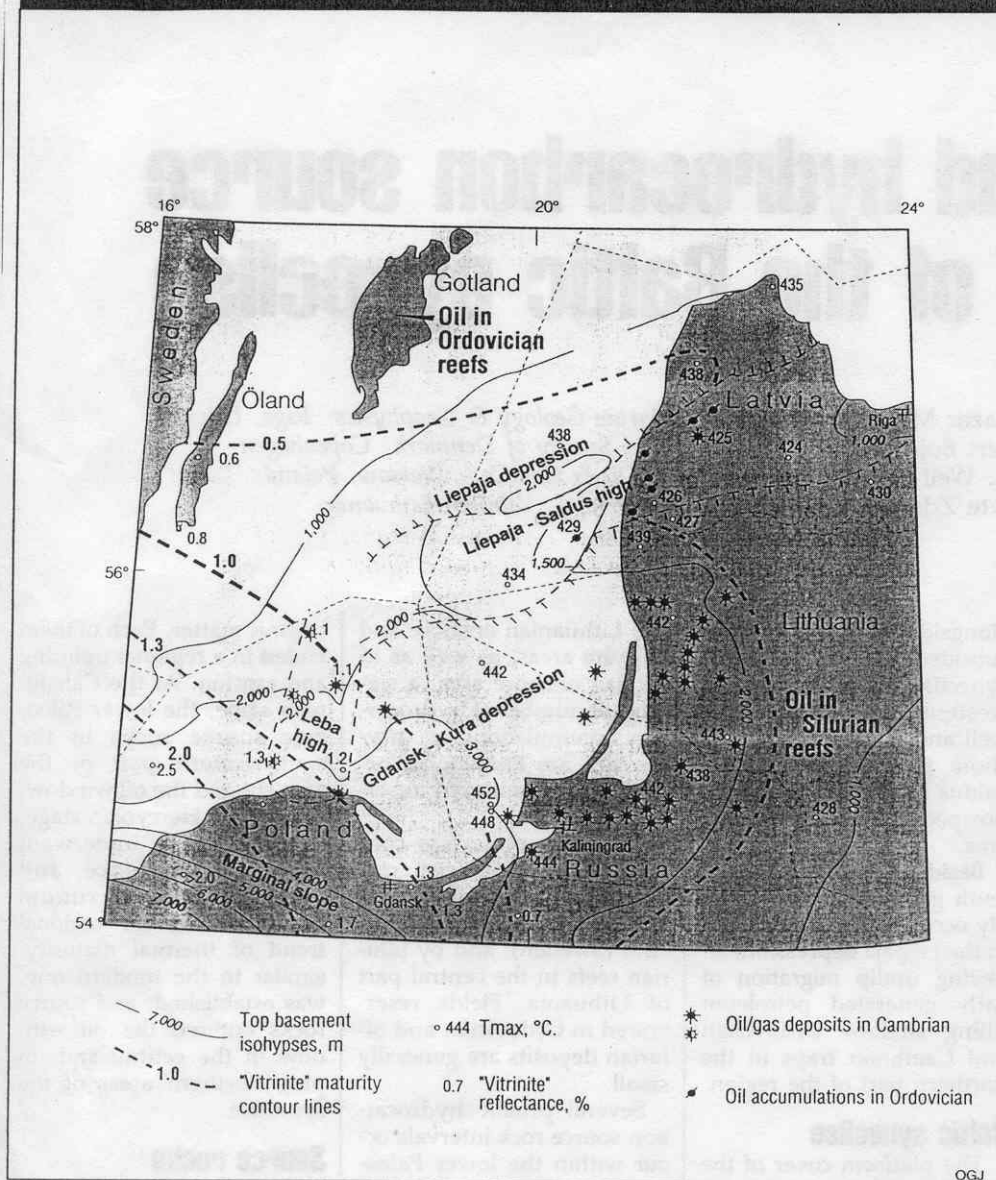 16°
20°
24°
58°
Sweden
Gotland
Oil in
Ordovician
reefs
Öland
435
438
Latvia
Riga
1,000
425
424
0.5
0.6
438
Liepaja depression
2,000
426
430
427
Liepaja - Saldus high
429
439
0.8
1,000
1.0
1,500
434
56°
2,000
442
Lithuania
1.3
1.1
442
1.1
2,000
Oil in
Silurian
reefs
Leba
high
Gdansk - Kura depression
3,000
443
438
2.0
2.5
1.3
1.2
452
442
428
448
Poland
Kaliningrad
444
Russia
Marginal slope
4,000
5,000
6,000
7,000
2.0
Gdansk
1.3
1.3
0.7
1.7
54°
7,000
Top basement
isohypses, m
444 Tmax, °C.
Oil/gas deposits in Cambrian
1.0
"Vitrinite" maturity
contour lines
0.7
"Vitrinite"
reflectance, %
Oil accumulations in Ordovician
OGJ